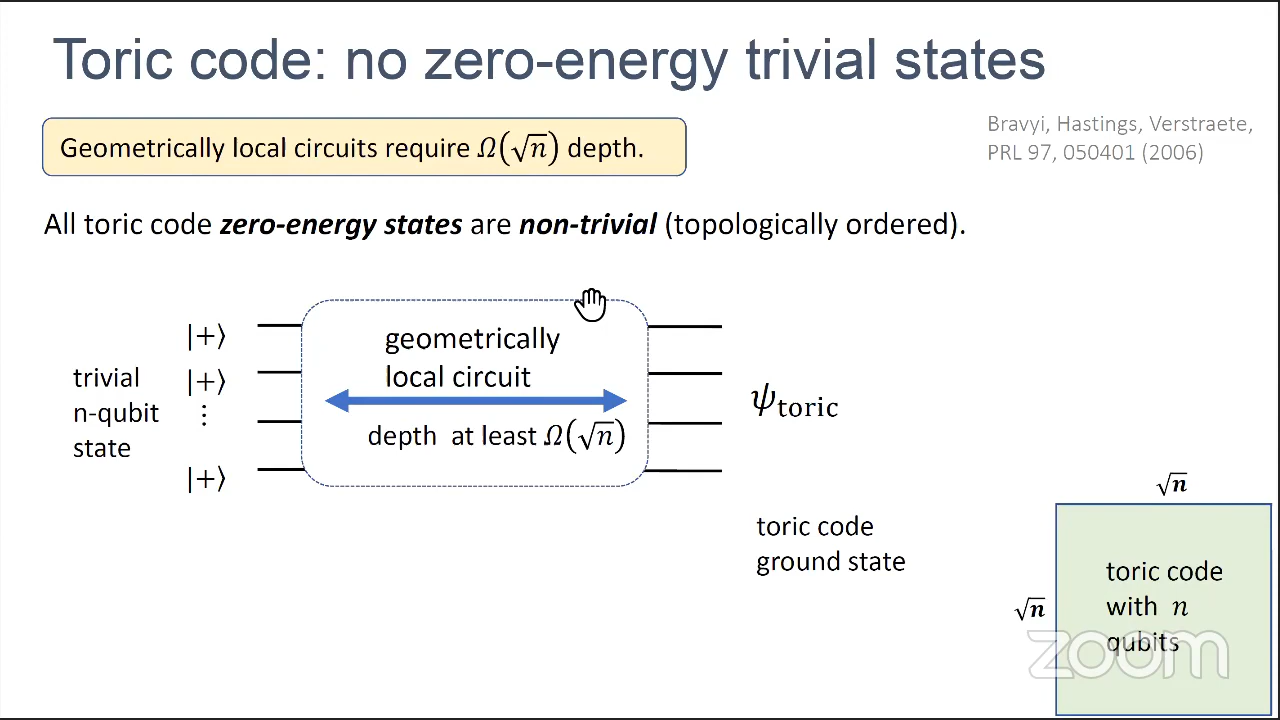 Toric code: no zero-energy trivial states
Geometrically local circuits require Ω(√n) depth.
Bravyi, Hastings, Verstraete,
PRL 97, 050401 (2006)
All toric code zero-energy states are non-trivial (topologically ordered).
trivial
n-qubit
state
|+⟩
|+⟩
⋮
|+⟩
geometrically
local circuit
depth at least Ω(√n)
ψtoric
toric code
ground state
√n
√n
toric code
with n
qubits
zoom